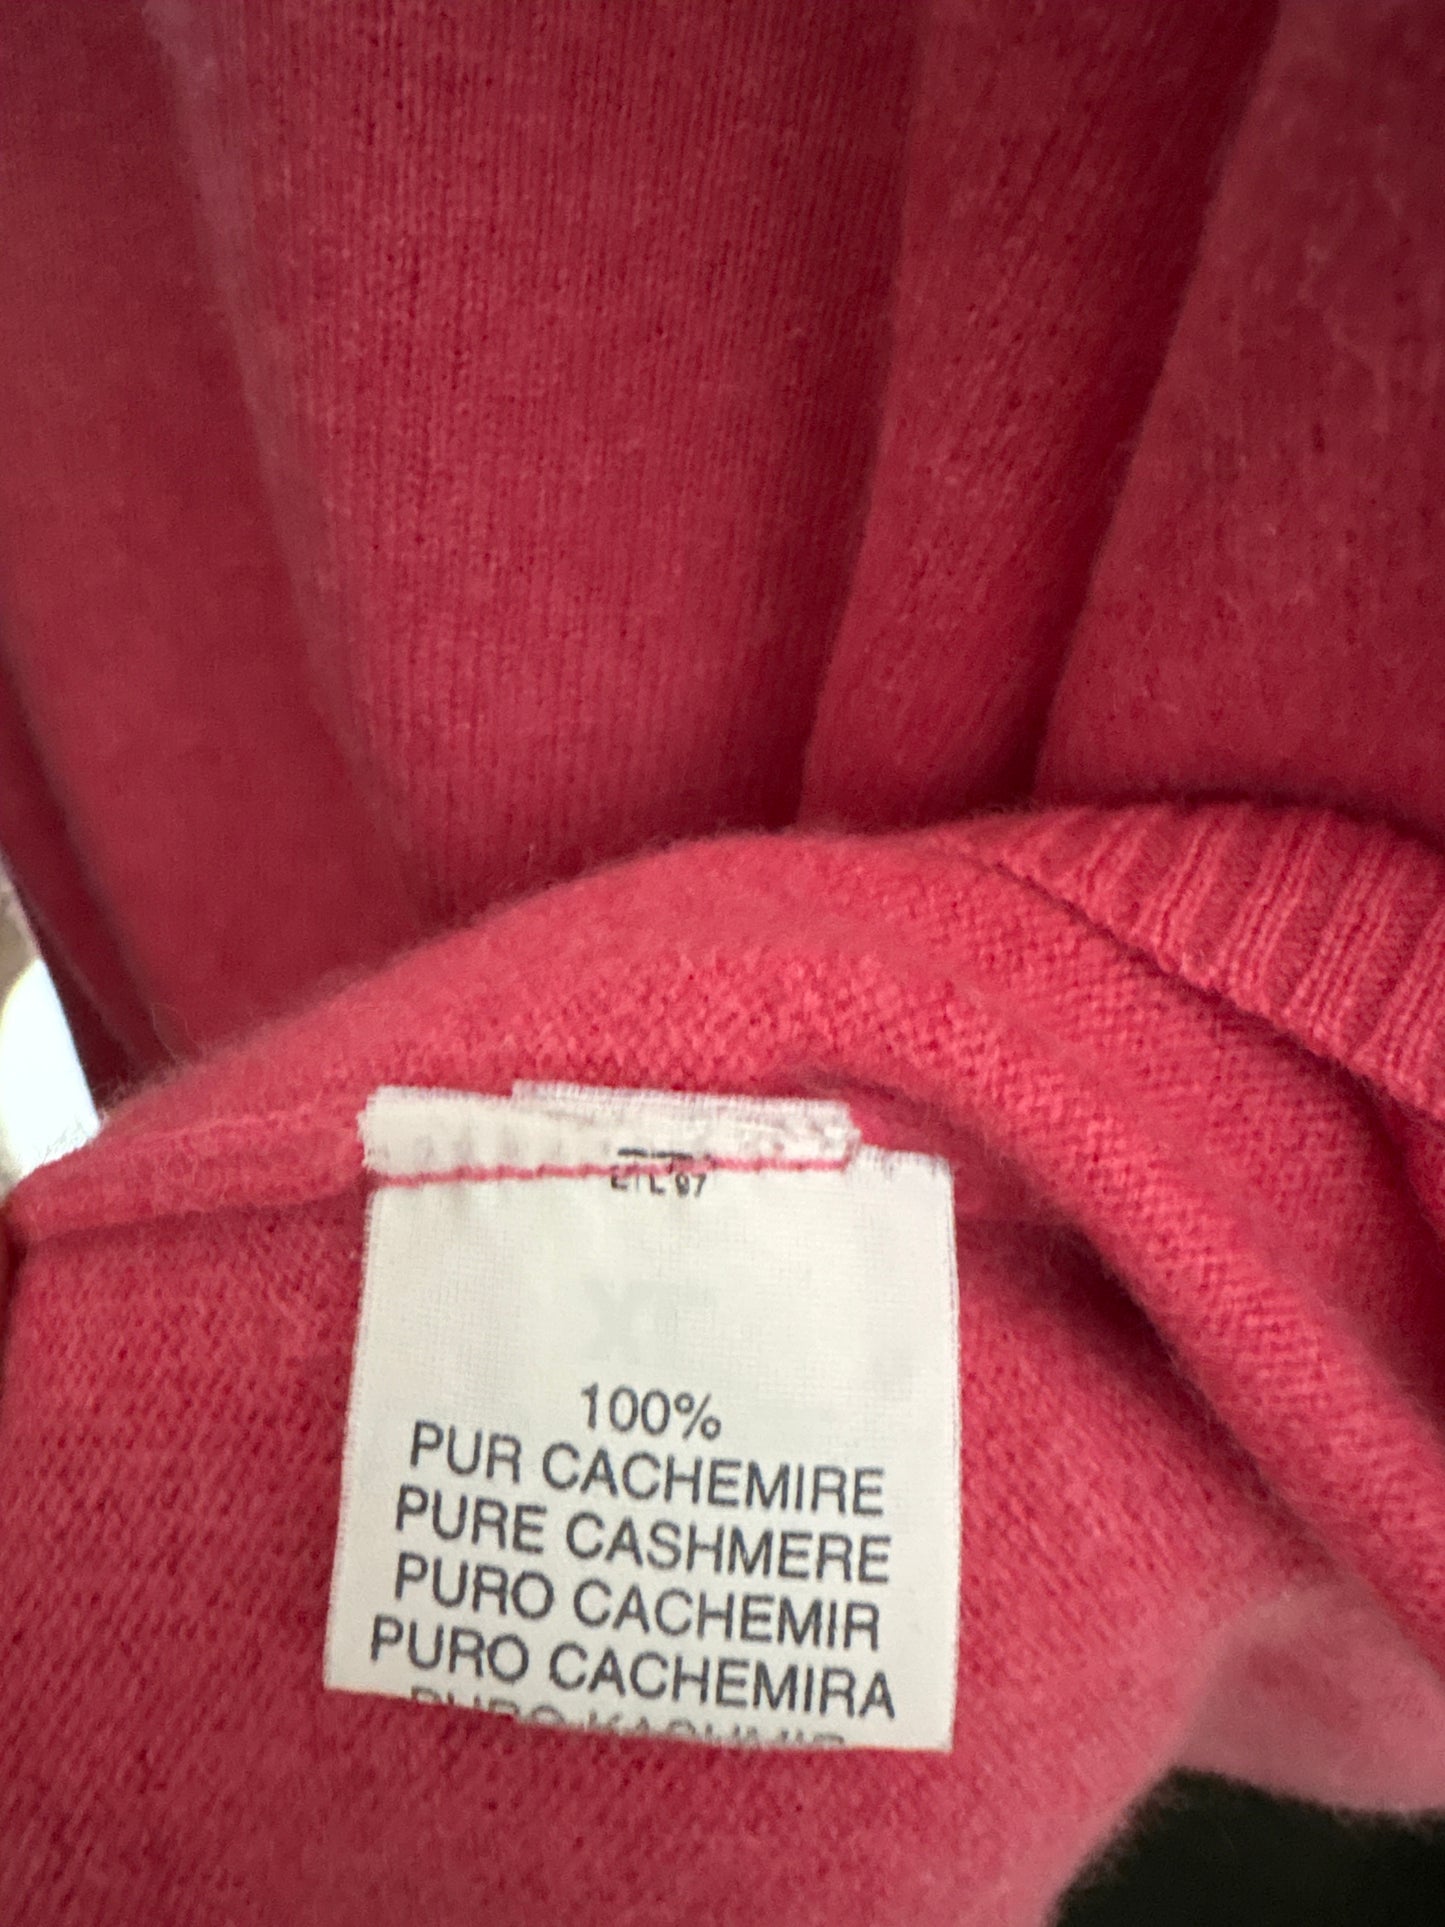 100%
PUR CACHEMIRE
PURE CASHMERE
PURO CACHEMIR
PURO CACHEMIRA